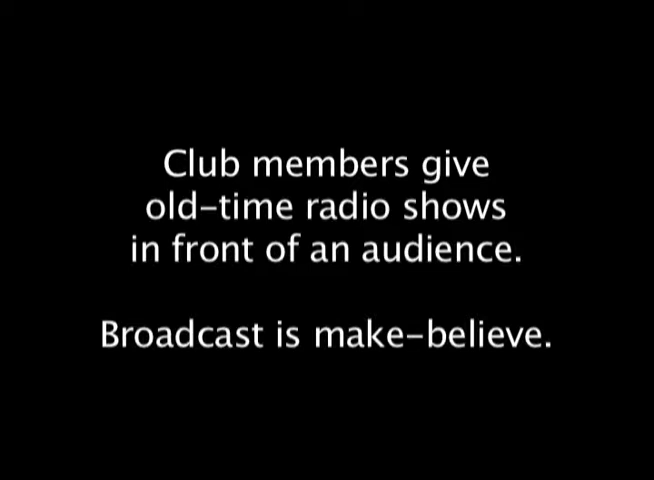 Club members give
old-time radio shows
in front of an audience.
Broadcast is make-believe.